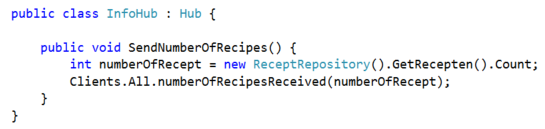 public class InfoHub : Hub {
public void SendNumberOfRecipes() {
int numberOfRecept = new ReceptRepository().GetRecepten().Count;
Clients.All.numberOfRecipesReceived(numberOfRecept);
}
}